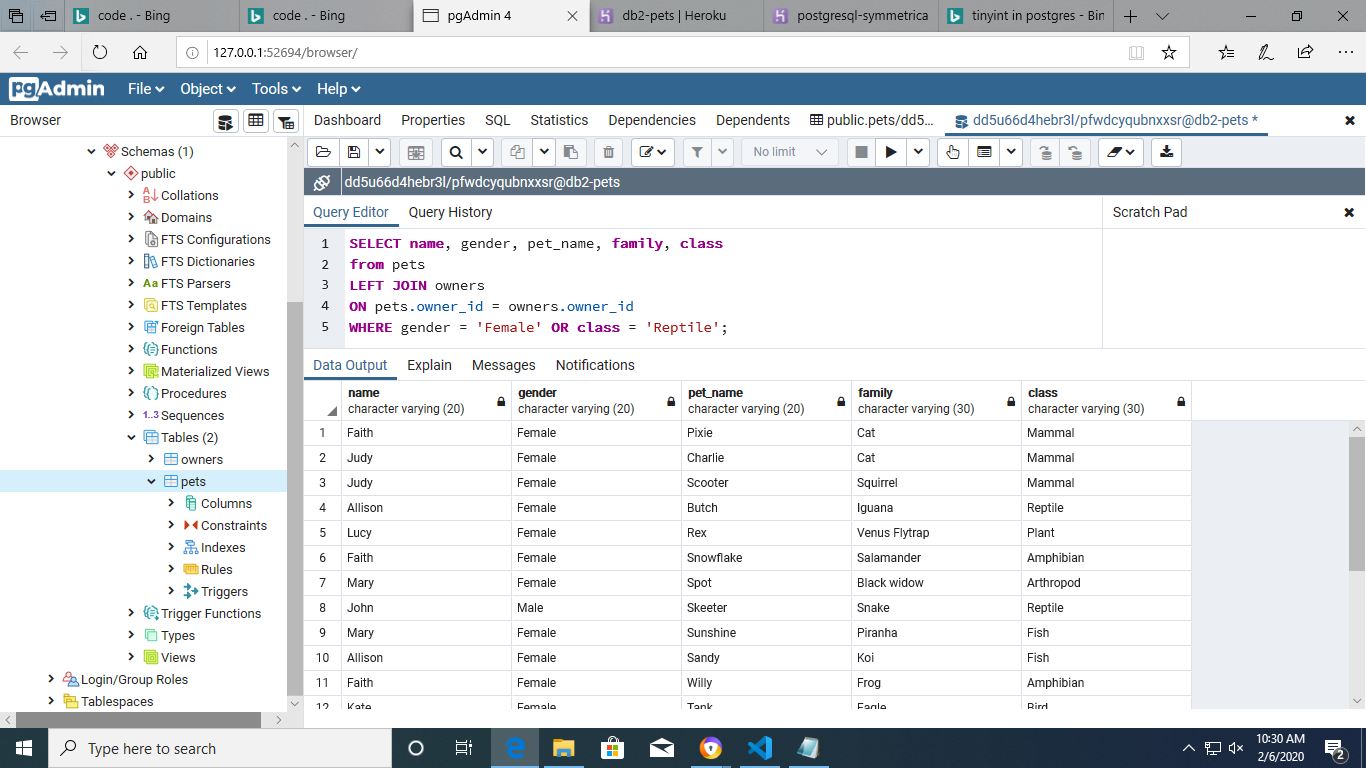 code . - Bing
code . - Bing
pgAdmin 4
db2-pets | Heroku
postgresql-symmetrica
tinyint in postgres - Bin
127.0.0.1:52694/browser/
pgAdmin File Object Tools Help
Browser
Dashboard Properties SQL Statistics Dependencies Dependents public.pets/dd5... dd5u66d4hebr3l/pfwdcyqubnxxsr@db2-pets *
No limit
dd5u66d4hebr3l/pfwdcyqubnxxsr@db2-pets
Schemas (1)
public
Collations
Domains
FTS Configurations
FTS Dictionaries
Aa FTS Parsers
FTS Templates
Foreign Tables
Functions
Materialized Views
Procedures
1..3 Sequences
Tables (2)
owners
pets
Columns
Constraints
Indexes
Rules
Triggers
Trigger Functions
Types
Views
Login/Group Roles
Tablespaces
Query Editor Query History
Scratch Pad
1 SELECT name, gender, pet_name, family, class
2 from pets
3 LEFT JOIN owners
4 ON pets.owner_id = owners.owner_id
5 WHERE gender = 'Female' OR class = 'Reptile';
Data Output Explain Messages Notifications
name gender pet_name family class
character varying (20) character varying (20) character varying (20) character varying (30) character varying (30)
1 Faith Female Pixie Cat Mammal
2 Judy Female Charlie Cat Mammal
3 Judy Female Scooter Squirrel Mammal
4 Allison Female Butch Iguana Reptile
5 Lucy Female Rex Venus Flytrap Plant
6 Faith Female Snowflake Salamander Amphibian
7 Mary Female Spot Black widow Arthropod
8 John Male Skeeter Snake Reptile
9 Mary Female Sunshine Piranha Fish
10 Allison Female Sandy Koi Fish
11 Faith Female Willy Frog Amphibian
12 Kate Female Tank Eagle Bird
Type here to search
10:30 AM
2/6/2020
2